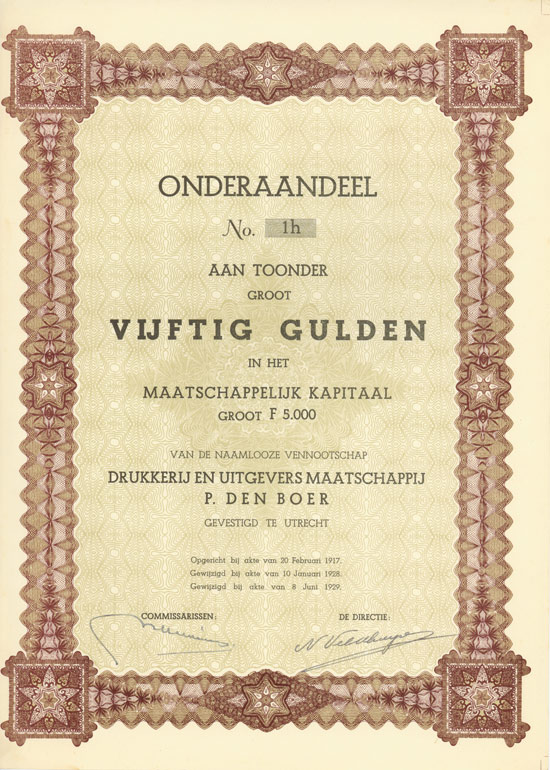 ONDERAANDEEL
No. 1h
AAN TOONDER
GROOT
VIJFTIG GULDEN
IN HET
MAATSCHAPPELIJK KAPITAAL
GROOT F 5.000
VAN DE NAAMLOOZE VENNOOTSCHAP
DRUKKERIJ EN UITGEVERS MAATSCHAPPIJ
P. DEN BOER
GEVESTIGD TE UTRECHT
Opgericht bij akte van 20 Februari 1917.
Gewijzigd bij akte van 10 Januari 1928.
Gewijzigd bij akte van 8 Juni 1929.
COMMISSARISSEN: DE DIRECTIE: